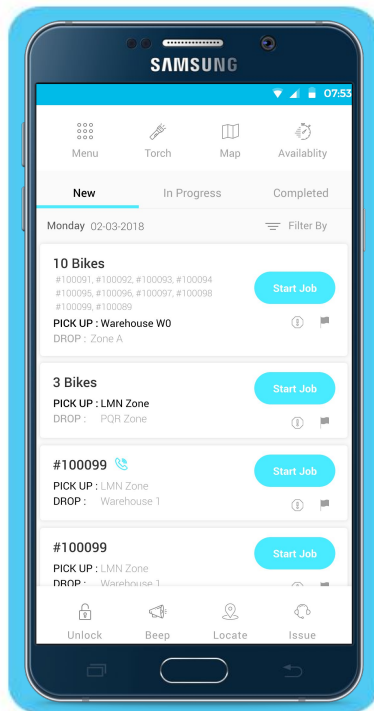 SAMSUNG
07:53
Menu Torch Map Availablity
New In Progress Completed
Monday 02-03-2018 Filter By
10 Bikes
#100091, #100092, #100093, #100094
#100095, #100096, #100097, #100098
#100099, #100089
Start Job
PICK UP : Warehouse W0
DROP : Zone A
3 Bikes
Start Job
PICK UP : LMN Zone
DROP : PQR Zone
#100099
Start Job
PICK UP : LMN Zone
DROP : Warehouse 1
#100099
Start Job
PICK UP : LMN Zone
DROP : Warehouse 1
Unlock Beep Locate Issue